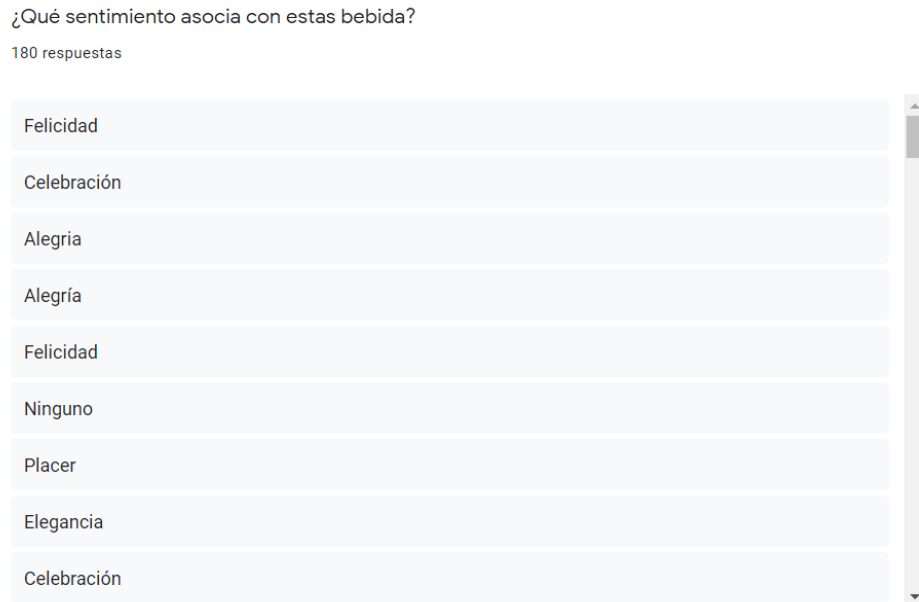 ¿Qué sentimiento asocia con estas bebida?
180 respuestas
Felicidad
Celebración
Alegria
Alegría
Felicidad
Ninguno
Placer
Elegancia
Celebración